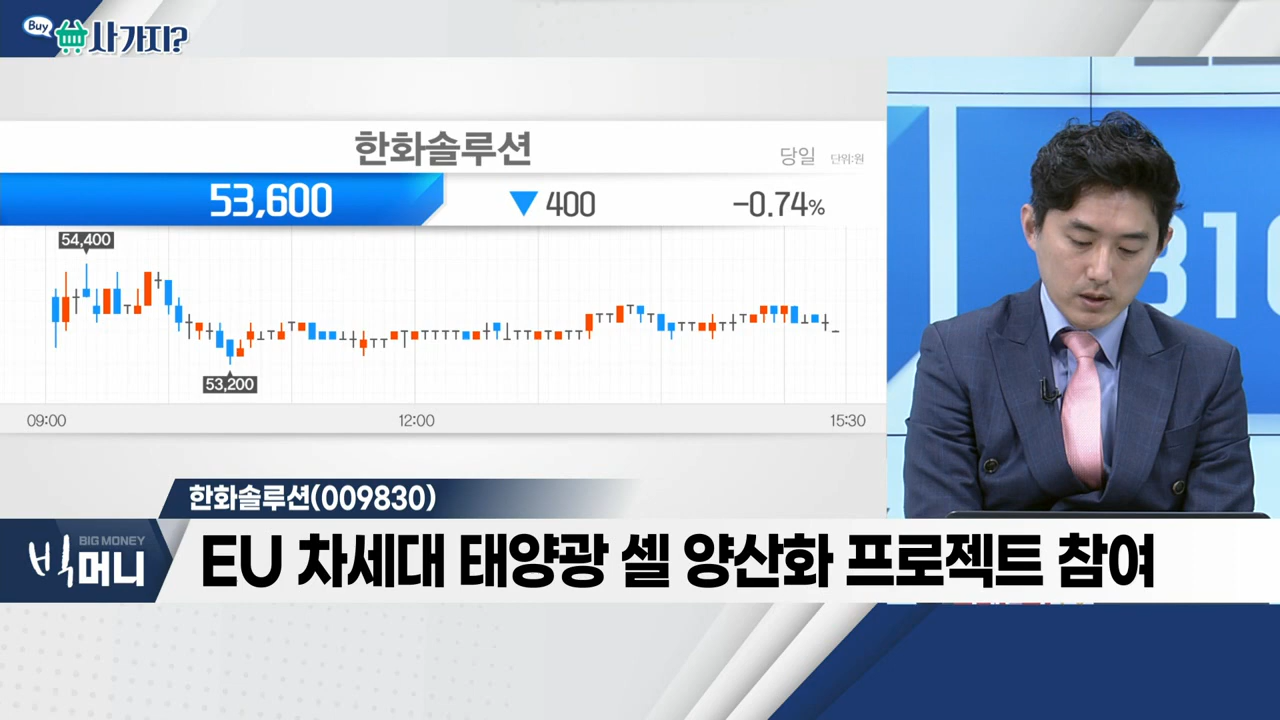 Buy
사가지?
한화솔루션
당일 단위:원
53,600 ▼400 -0.74%
54,400
53,200
09:00 12:00 15:30
310
한화솔루션(009830)
BIG MONEY
빅머니
EU 차세대 태양광 셀 양산화 프로젝트 참여